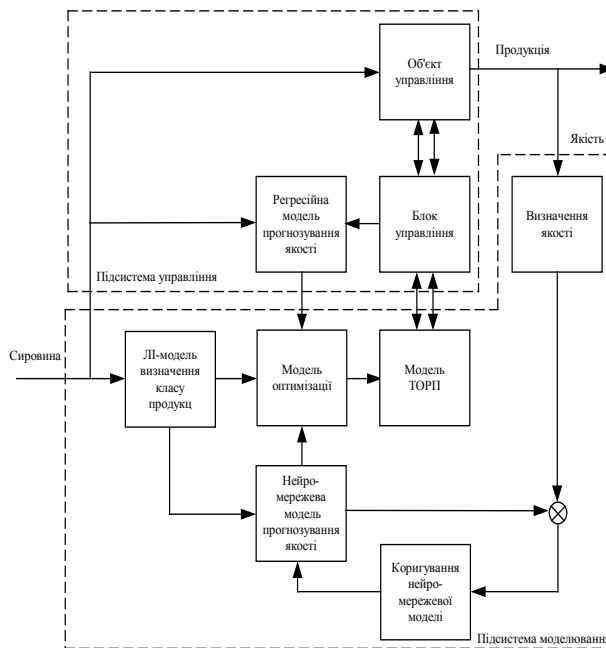 Об'єкт
управління
Продукція
Якість
Регресійна
модель
прогнозування
якості
Блок
управління
Визначення
якості
Підсистема управління
Сировина
ЛІ-модель
визначення
класу
продукц
Модель
оптимізації
Модель
ТОРП
Нейро-
мережева
модель
прогнозування
якості
Коригування
нейро-
мережевої
моделі
Підсистема моделювання